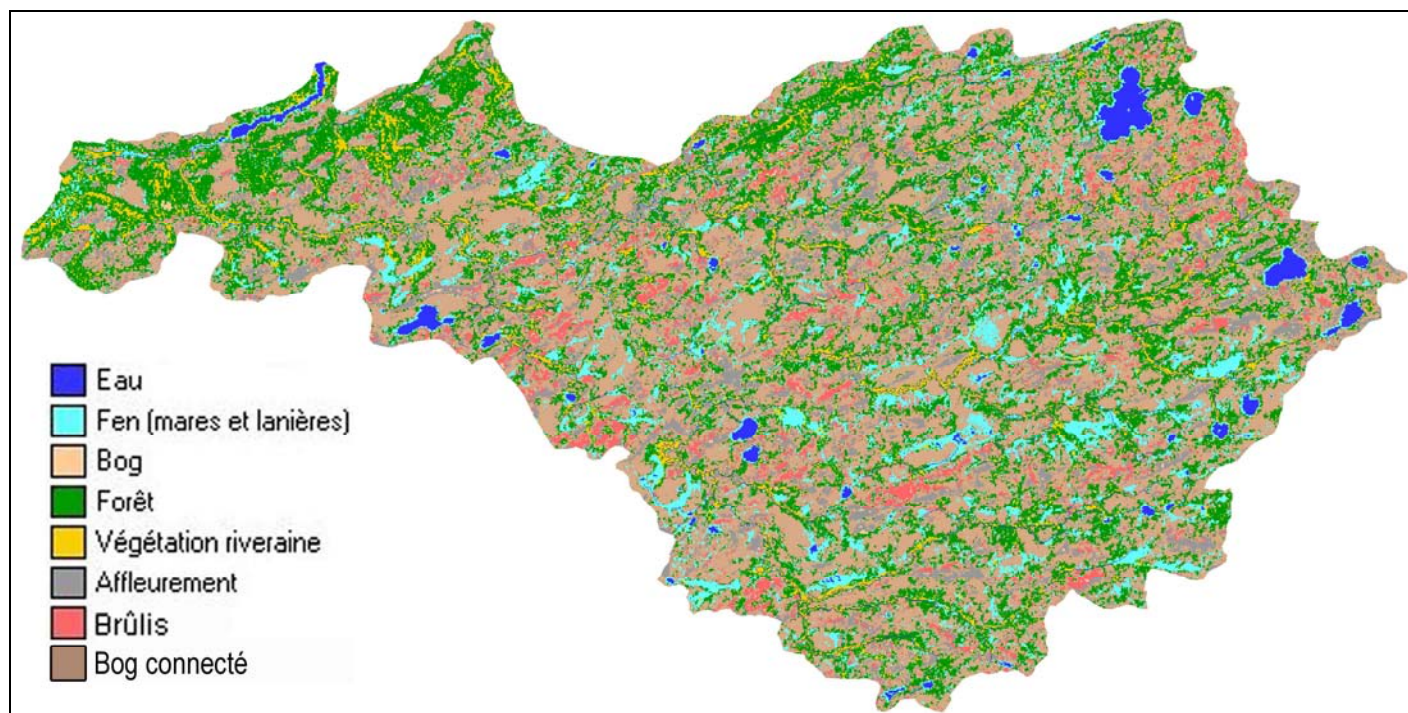 Eau
Fen (mares et lanières)
Bog
Forêt
Végétation riveraine
Affleurement
Brûlis
Bog connecté